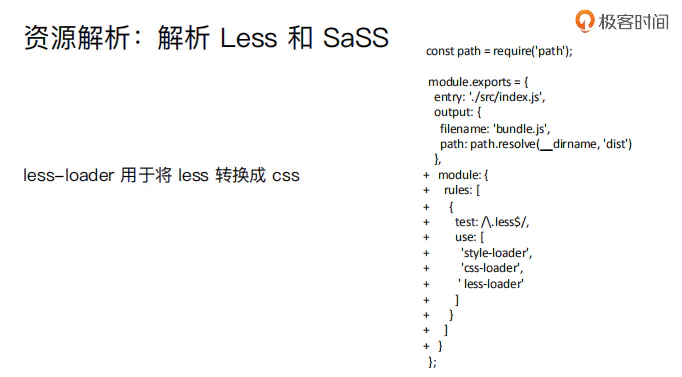 极客时间
资源解析：解析 Less 和 SaSS
less-loader 用于将 less 转换成 css
const path = require('path');
module.exports = {
entry: './src/index.js',
output: {
filename: 'bundle.js',
path: path.resolve(__dirname, 'dist')
},
+ module: {
+ rules: [
+ {
+ test: /\.less$/,
+ use: [
+ 'style-loader',
+ 'css-loader',
+ ' less-loader'
+ ]
+ }
+ ]
+ }
};